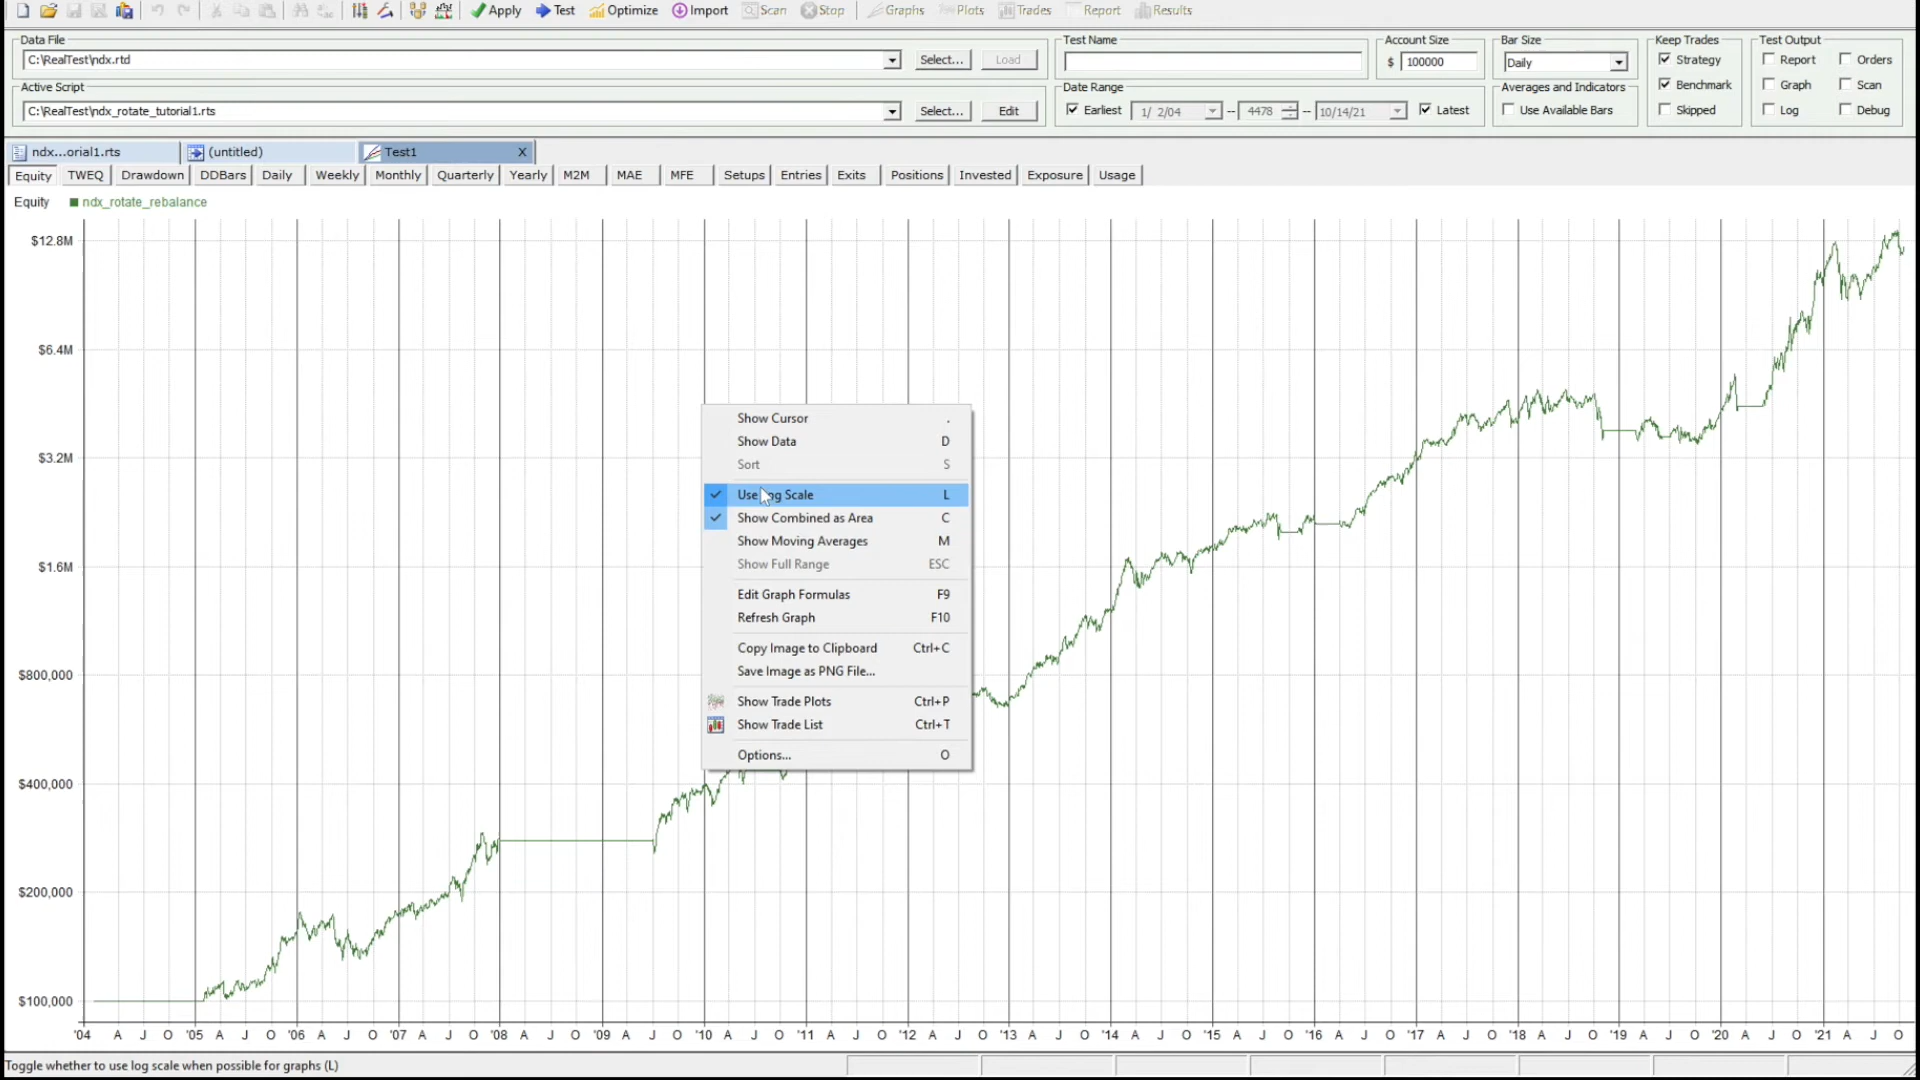 Apply Test Optimize Import Scan Stop Graphs Plots Trades Report Results
Data File
C:\RealTest\ndx.rtd Select... Load
Active Script
C:\RealTest\ndx_rotate_tutorial1.rts Select... Edit
Test Name
Account Size
$ 100000
Bar Size
Daily
Date Range
Earliest 1/ 2/04 -- 4478 -- 10/14/21 Latest
Averages and Indicators
Use Available Bars
Keep Trades
Strategy
Benchmark
Skipped
Test Output
Report Orders
Graph Scan
Log Debug
ndx...orial1.rts (untitled) Test1 X
Equity TWEQ Drawdown DDBars Daily Weekly Monthly Quarterly Yearly M2M MAE MFE Setups Entries Exits Positions Invested Exposure Usage
Equity ndx_rotate_rebalance
$12.8M
$6.4M
$3.2M
$1.6M
$800,000
$400,000
$200,000
$100,000
Show Cursor .
Show Data D
Sort S
Use Log Scale L
Show Combined as Area C
Show Moving Averages M
Show Full Range ESC
Edit Graph Formulas F9
Refresh Graph F10
Copy Image to Clipboard Ctrl+C
Save Image as PNG File...
Show Trade Plots Ctrl+P
Show Trade List Ctrl+T
Options... O
'04 A J O '05 A J O '06 A J O '07 A J O '08 A J O '09 A J O '10 A J O '11 A J O '12 A J O '13 A J O '14 A J O '15 A J O '16 A J O '17 A J O '18 A J O '19 A J O '20 A J O '21 A J O
Toggle whether to use log scale when possible for graphs (L)